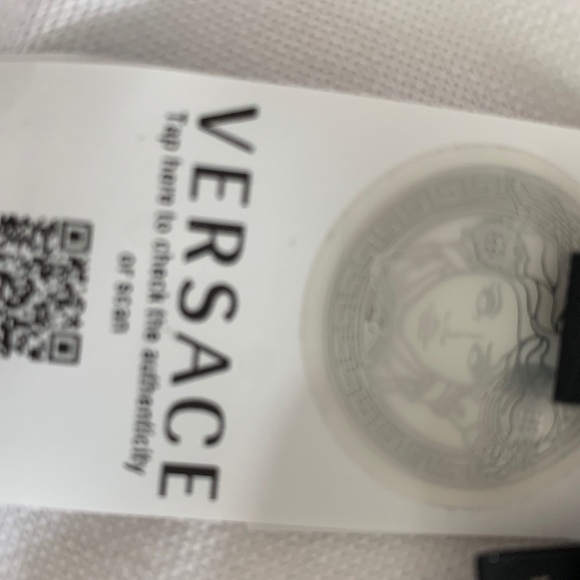 VERSACE
Tap here to check the authenticity
or scan